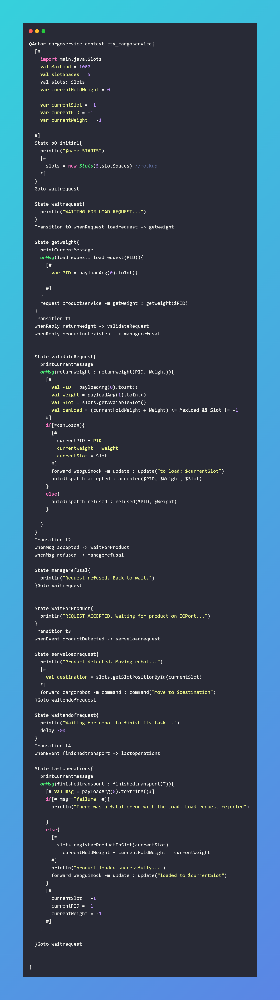 QActor cargoservice context ctx_cargoservice{
  [#
    import main.java.Slots
    val MaxLoad = 1000
    val slotSpaces = 5
    val slots: Slots
    var currentHoldWeight = 0

    var currentSlot = -1
    var currentPID = -1
    var currentWeight = -1

  #]
  State s0 initial{
    println("$name STARTS")
    [#
      slots = new Slots(5,slotSpaces) //mockup
    #]
  }
  Goto waitrequest

  State waitrequest{
    println("WAITING FOR LOAD REQUEST...")
  }
  Transition t0 whenRequest loadrequest -> getweight

  State getweight{
    printCurrentMessage
    onMsg(loadrequest: loadrequest(PID)){
      [#
        var PID = payloadArg(0).toInt()

      #]
    }
    request productservice -m getweight : getweight($PID)
  }
  Transition t1
  whenReply returnweight -> validateRequest
  whenReply productnotexistent -> managerefusal


  State validateRequest{
    printCurrentMessage
    onMsg(returnweight : returnweight(PID, Weight)){
      [#
        val PID = payloadArg(0).toInt()
        val Weight = payloadArg(1).toInt()
        val Slot = slots.getAvaiableSlot()
        val canLoad = (currentHoldWeight + Weight) <= MaxLoad && Slot != -1
      #]
      if[#canLoad#]{
        [#
          currentPID = PID
          currentWeight = Weight
          currentSlot = Slot
        #]
        forward webguimock -m update : update("to load: $currentSlot")
        autodispatch accepted : accepted($PID, $Weight, $Slot)
      }
      else{
        autodispatch refused : refused($PID, $Weight)
      }

    }
  }
  Transition t2
  whenMsg accepted -> waitForProduct
  whenMsg refused -> managerefusal

  State managerefusal{
    println("Request refused. Back to wait.")
  }Goto waitrequest


  State waitForProduct{
    println("REQUEST ACCEPTED. Waiting for product on IOPort...")
  }
  Transition t3
  whenEvent productDetected -> serveloadrequest

  State serveloadrequest{
    println("Product detected. Moving robot...")
    [#
      val destination = slots.getSlotPositionById(currentSlot)
    #]
    forward cargorobot -m command : command("move to $destination")
  }Goto waitendofrequest

  State waitendofrequest{
    println("Waiting for robot to finish its task...")
    delay 300
  }
  Transition t4
  whenEvent finishedtransport -> lastoperations

  State lastoperations{
    printCurrentMessage
    onMsg(finishedtransport : finishedtransport(T)){
      [# val msg = payloadArg(0).toString()#]
      if[# msg=="failure" #]{
        println("There was a fatal error with the load. Load request rejected")

      }
      else{
        [#
          slots.registerProductInSlot(currentSlot)
            currentHoldWeight = currentHoldWeight + currentWeight
        #]
        println("product loaded successfully...")
        forward webguimock -m update : update("loaded to $currentSlot")
      }
      [#
        currentSlot = -1
        currentPID = -1
        currentWeight = -1
      #]
    }

  }Goto waitrequest



}